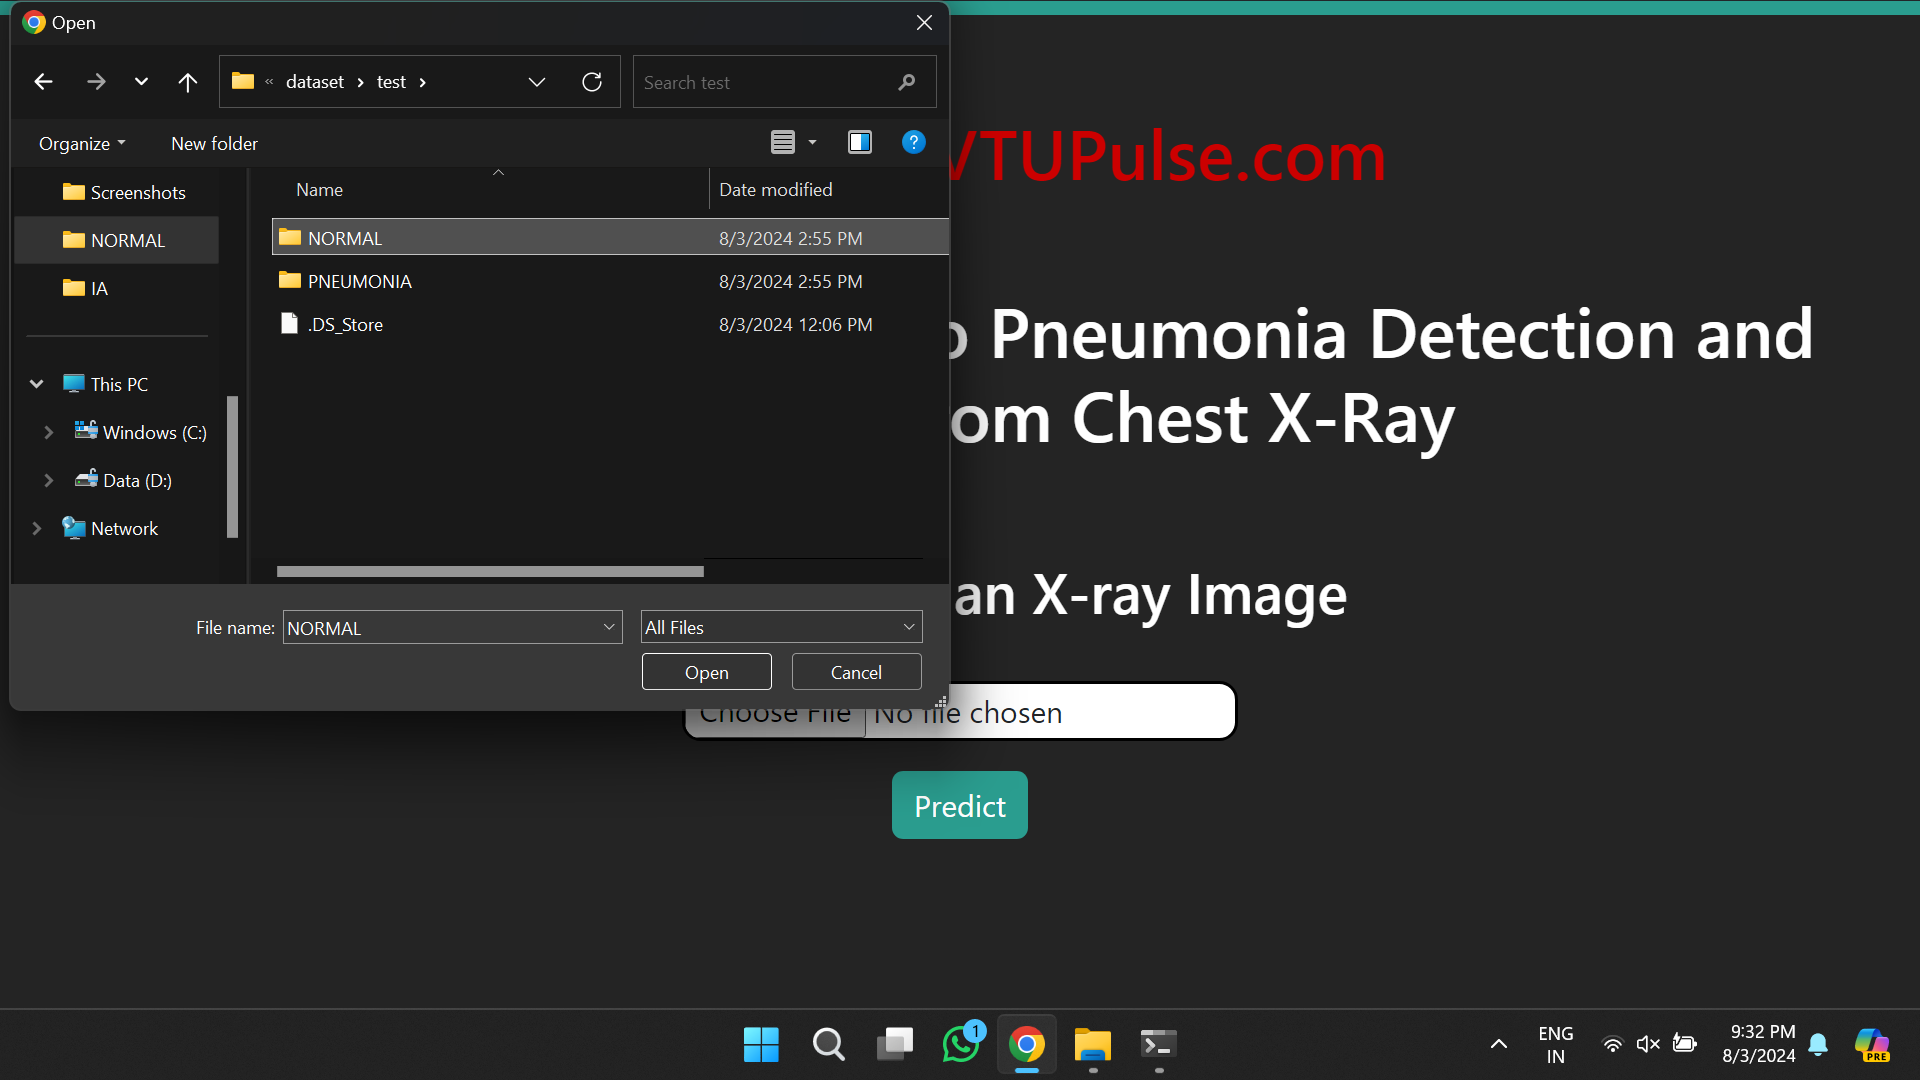 Open
dataset
test
Search test
Organize
New folder
Screenshots
NORMAL
IA
This PC
Windows (C:)
Data (D:)
Network
Name
Date modified
NORMAL
8/3/2024 2:55 PM
PNEUMONIA
8/3/2024 2:55 PM
.DS_Store
8/3/2024 12:06 PM
File name:
NORMAL
All Files
Open
Cancel
VTUPulse.com
Pneumonia Detection and
om Chest X-Ray
an X-ray Image
Choose File
No file chosen
Predict
1
ENG
IN
9:32 PM
8/3/2024
PRE